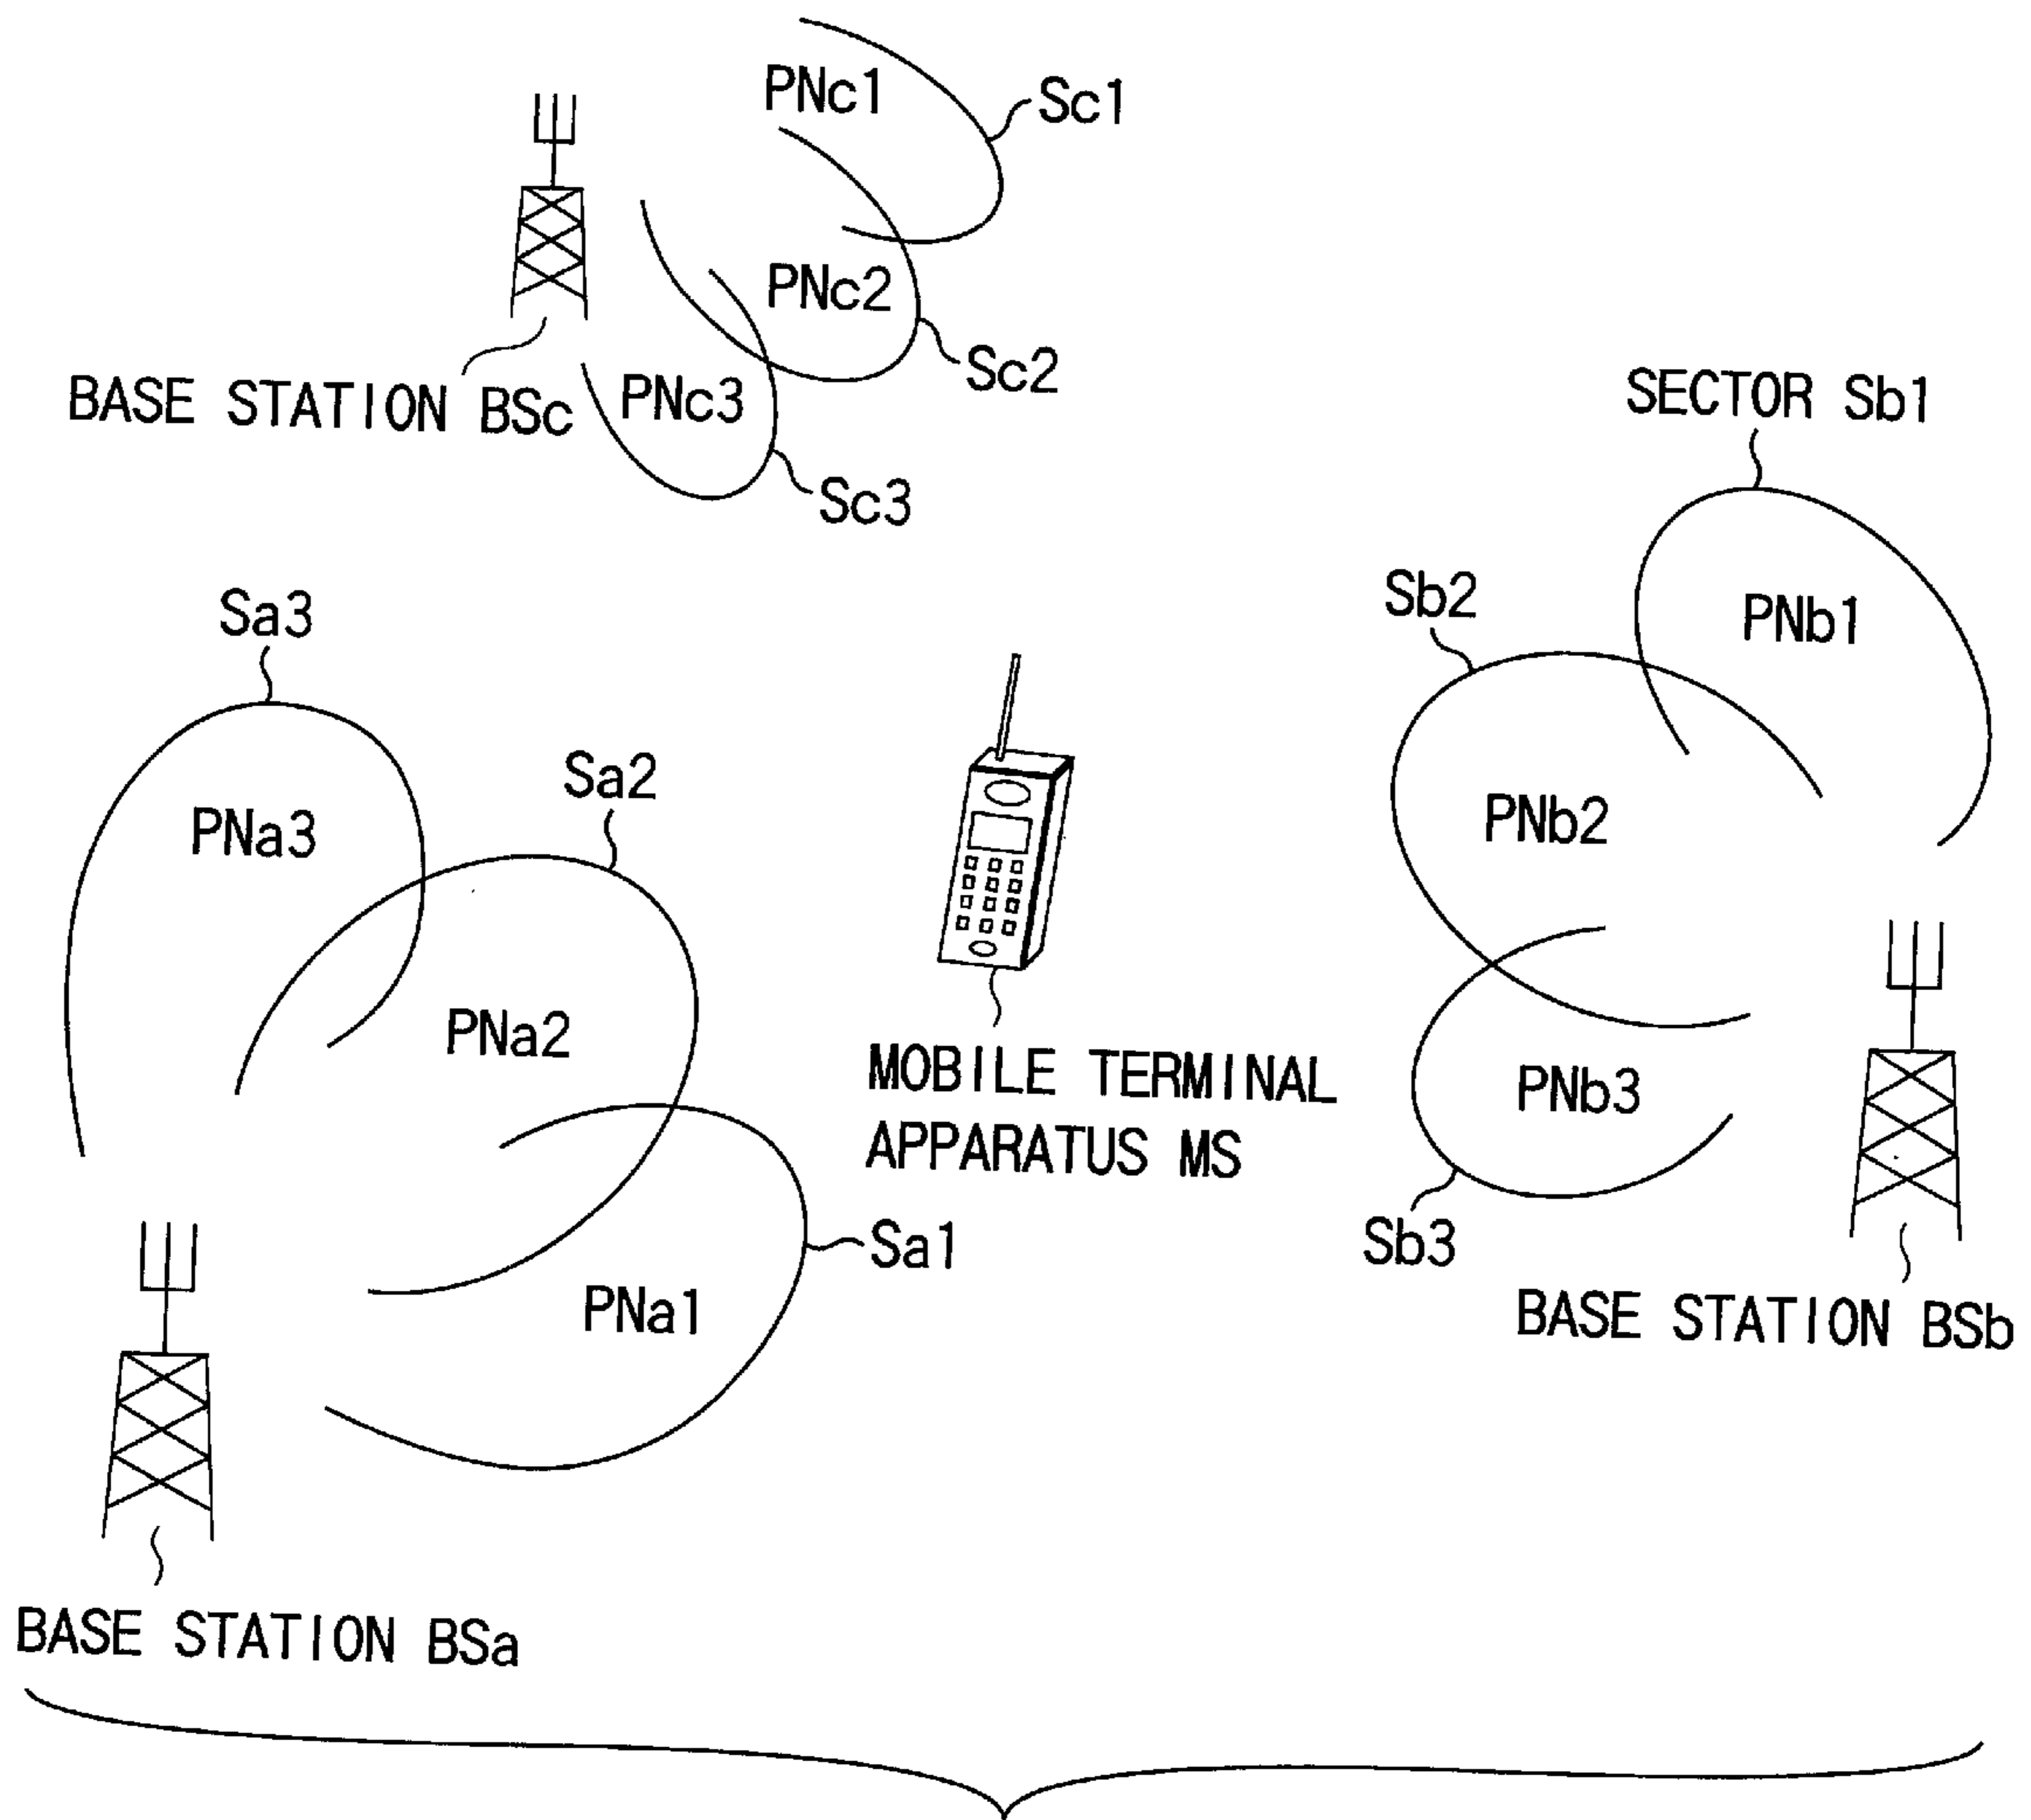 PNc1
Sc1
PNc2
Sc2
BASE STATION BSc
PNc3
Sc3
SECTOR Sb1
Sb2
PNb1
Sa3
Sa2
PNa3
PNb2
PNa2
MOBILE TERMINAL
APPARATUS MS
PNb3
Sa1
Sb3
PNa1
BASE STATION BSb
BASE STATION BSa